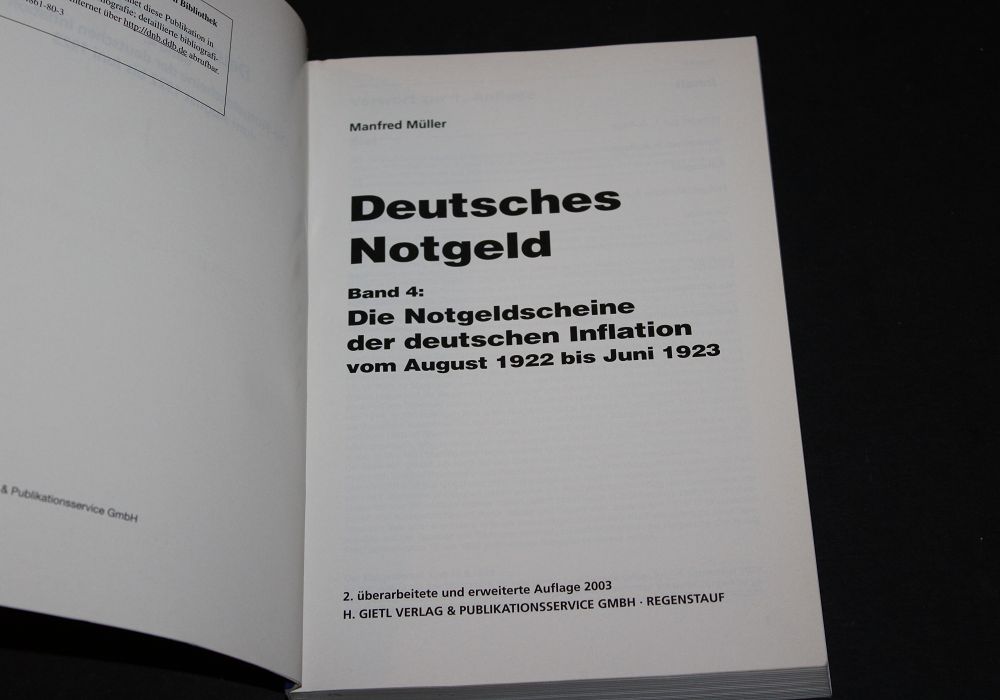 Bibliothek
det diese Publikation in
detaillierte bibliografi-
Internet über http://dnb.ddb.de abrufbar.
861-80-3
& Publikationsservice GmbH
Manfred Müller
Deutsches
Notgeld
Band 4:
Die Notgeldscheine
der deutschen Inflation
vom August 1922 bis Juni 1923
2. überarbeitete und erweiterte Auflage 2003
H. GIETL VERLAG & PUBLIKATIONSSERVICE GMBH · REGENSTAUF